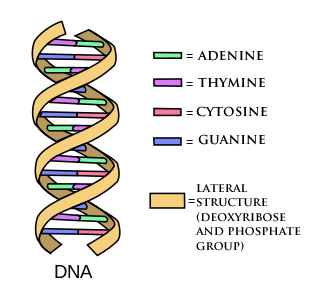 = ADENINE
= THYMINE
= CYTOSINE
= GUANINE
= LATERAL
STRUCTURE
(DEOXYRIBOSE
AND PHOSPHATE
GROUP)
DNA